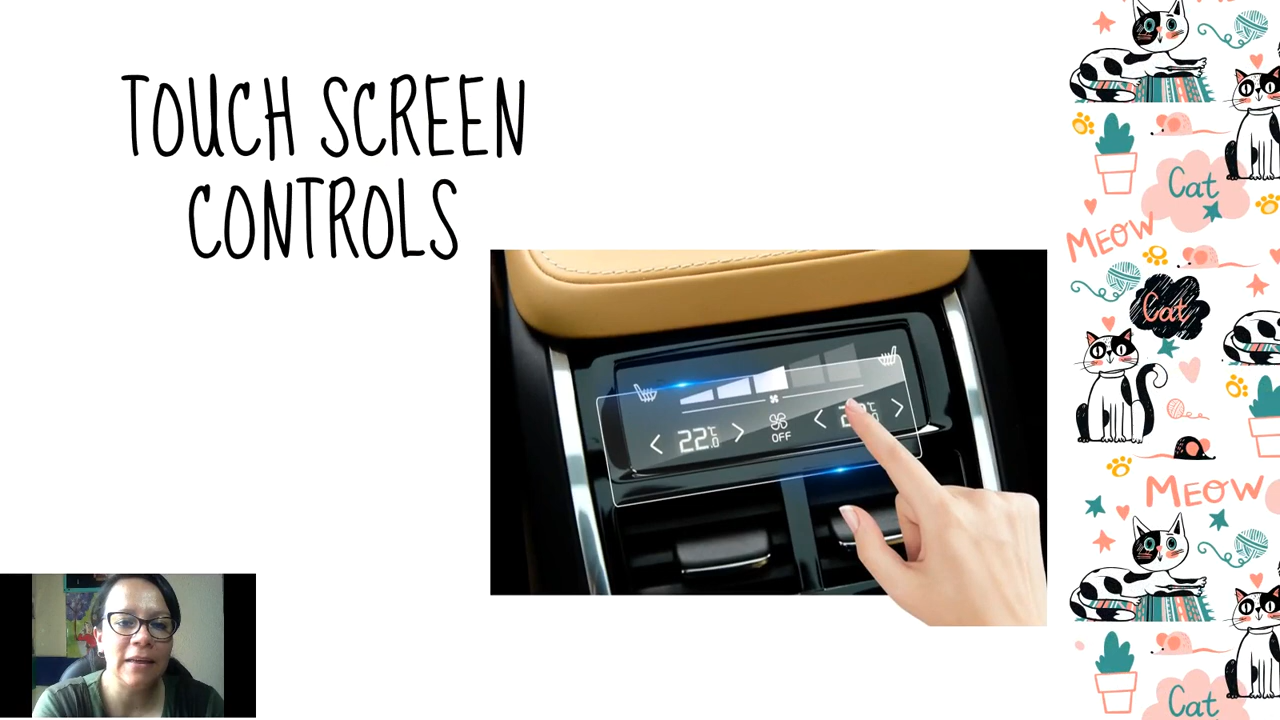 TOUCH SCREEN
CONTROLS
22.0 °C
OFF
Cat
MEOW
Cat
MEOW
Cat